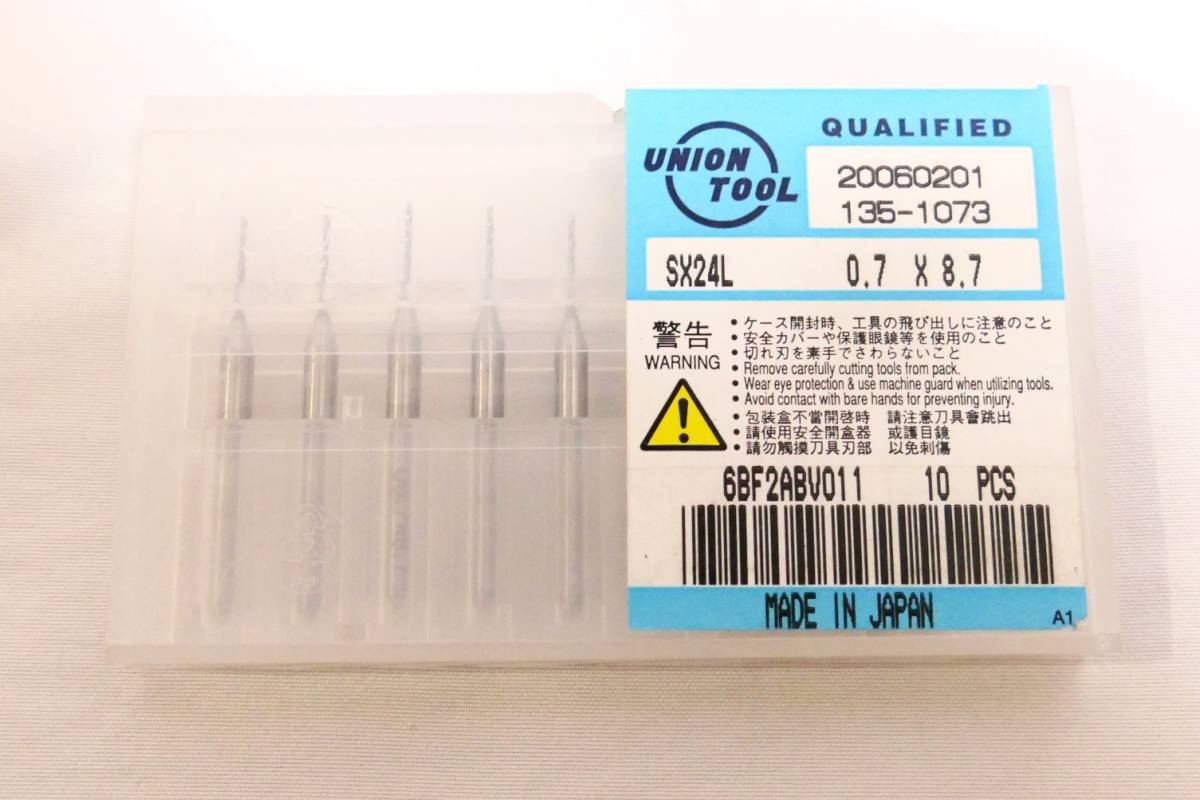 UNION TOOL
QUALIFIED
20060201
135-1073
SX24L 0.7 X 8.7
警告
WARNING
• ケース開封時、工具の飛び出しに注意のこと
• 安全カバーや保護眼鏡等を使用のこと
• 切れ刃を素手でさわらないこと
• Remove carefully cutting tools from pack.
• Wear eye protection & use machine guard when utilizing tools.
• Avoid contact with bare hands for preventing injury.
• 包装盒不當開啓時 請注意刀具會跳出
• 請使用安全開盒器 或護目鏡
• 請勿觸摸刀具刃部 以免刺傷
6BF2ABV011 10 PCS
MADE IN JAPAN
A1